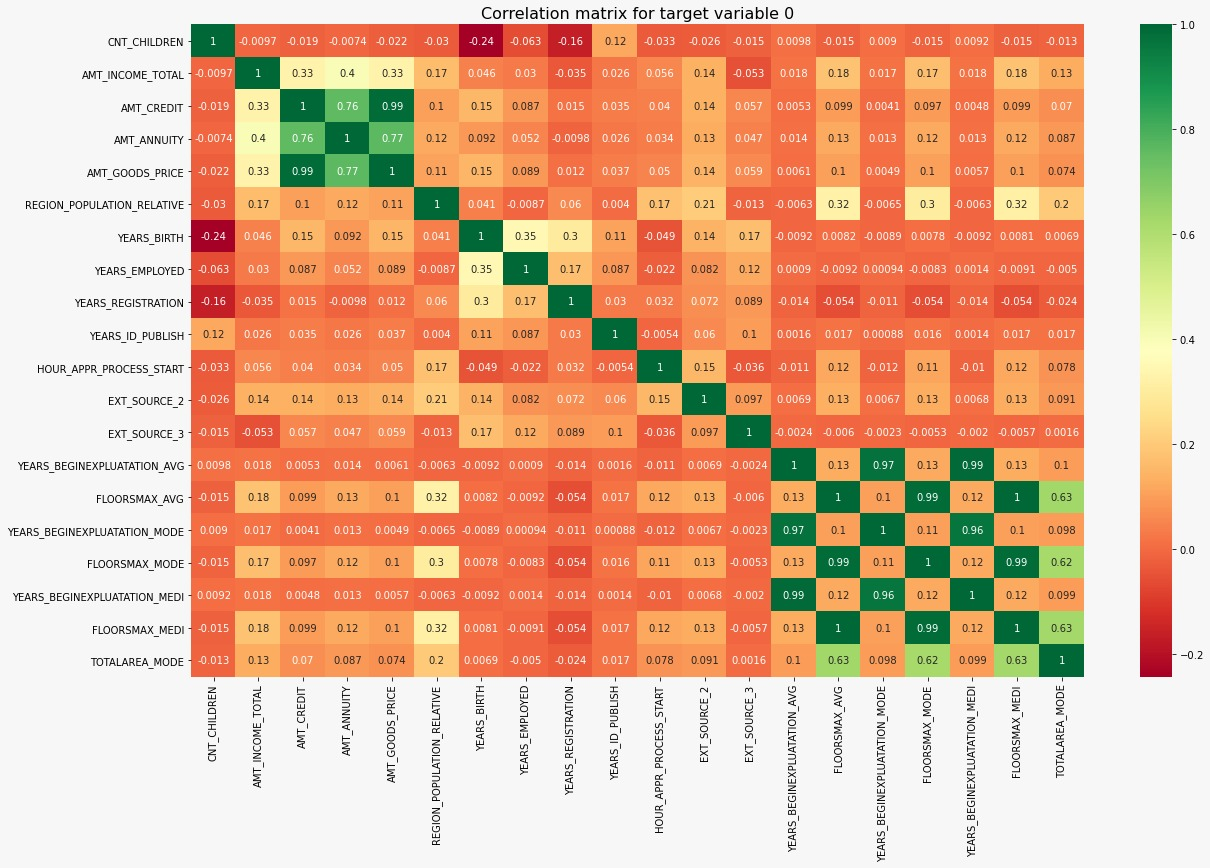 Correlation matrix for target variable 0
CNT_CHILDREN 1 -0.0097 -0.019 -0.0074 -0.022 -0.03 -0.24 -0.063 -0.16 0.12 -0.033 -0.026 -0.015 0.0098 -0.015 0.009 -0.015 0.0092 -0.015 -0.013
AMT_INCOME_TOTAL -0.0097 1 0.33 0.4 0.33 0.17 0.046 0.03 -0.035 0.026 0.056 0.14 -0.053 0.018 0.18 0.017 0.17 0.018 0.18 0.13
AMT_CREDIT -0.019 0.33 1 0.76 0.99 0.1 0.15 0.087 0.015 0.035 0.04 0.14 0.057 0.0053 0.099 0.0041 0.097 0.0048 0.099 0.07
AMT_ANNUITY -0.0074 0.4 0.76 1 0.77 0.12 0.092 0.052 -0.0098 0.026 0.034 0.13 0.047 0.014 0.13 0.013 0.12 0.013 0.12 0.087
AMT_GOODS_PRICE -0.022 0.33 0.99 0.77 1 0.11 0.15 0.089 0.012 0.037 0.05 0.14 0.059 0.0061 0.1 0.0049 0.1 0.0057 0.1 0.074
REGION_POPULATION_RELATIVE -0.03 0.17 0.1 0.12 0.11 1 0.041 -0.0087 0.06 0.004 0.17 0.21 -0.013 -0.0063 0.32 -0.0065 0.3 -0.0063 0.32 0.2
YEARS_BIRTH -0.24 0.046 0.15 0.092 0.15 0.041 1 0.35 0.3 0.11 -0.049 0.14 0.17 -0.0092 0.0082 -0.0089 0.0078 -0.0092 0.0081 0.0069
YEARS_EMPLOYED -0.063 0.03 0.087 0.052 0.089 -0.0087 0.35 1 0.17 0.087 -0.022 0.082 0.12 0.0009 -0.0092 0.00094 -0.0083 0.0014 -0.0091 -0.005
YEARS_REGISTRATION -0.16 -0.035 0.015 -0.0098 0.012 0.06 0.3 0.17 1 0.03 0.032 0.072 0.089 -0.014 -0.054 -0.011 -0.054 -0.014 -0.054 -0.024
YEARS_ID_PUBLISH 0.12 0.026 0.035 0.026 0.037 0.004 0.11 0.087 0.03 1 -0.0054 0.06 0.1 0.0016 0.017 0.00088 0.016 0.0014 0.017 0.017
HOUR_APPR_PROCESS_START -0.033 0.056 0.04 0.034 0.05 0.17 -0.049 -0.022 0.032 -0.0054 1 0.15 -0.036 -0.011 0.12 -0.012 0.11 -0.01 0.12 0.078
EXT_SOURCE_2 -0.026 0.14 0.14 0.13 0.14 0.21 0.14 0.082 0.072 0.06 0.15 1 0.097 0.0069 0.13 0.0067 0.13 0.0068 0.13 0.091
EXT_SOURCE_3 -0.015 -0.053 0.057 0.047 0.059 -0.013 0.17 0.12 0.089 0.1 -0.036 0.097 1 -0.0024 -0.006 -0.0023 -0.0053 -0.002 -0.0057 0.0016
YEARS_BEGINEXPLUATATION_AVG 0.0098 0.018 0.0053 0.014 0.0061 -0.0063 -0.0092 0.0009 -0.014 0.0016 -0.011 0.0069 -0.0024 1 0.13 0.97 0.13 0.99 0.13 0.1
FLOORSMAX_AVG -0.015 0.18 0.099 0.13 0.1 0.32 0.0082 -0.0092 -0.054 0.017 0.12 0.13 -0.006 0.13 1 0.1 0.99 0.12 1 0.63
YEARS_BEGINEXPLUATATION_MODE 0.009 0.017 0.0041 0.013 0.0049 -0.0065 -0.0089 0.00094 -0.011 0.00088 -0.012 0.0067 -0.0023 0.97 0.1 1 0.11 0.96 0.1 0.098
FLOORSMAX_MODE -0.015 0.17 0.097 0.12 0.1 0.3 0.0078 -0.0083 -0.054 0.016 0.11 0.13 -0.0053 0.13 0.99 0.11 1 0.12 0.99 0.62
YEARS_BEGINEXPLUATATION_MEDI 0.0092 0.018 0.0048 0.013 0.0057 -0.0063 -0.0092 0.0014 -0.014 0.0014 -0.01 0.0068 -0.002 0.99 0.12 0.96 0.12 1 0.12 0.099
FLOORSMAX_MEDI -0.015 0.18 0.099 0.12 0.1 0.32 0.0081 -0.0091 -0.054 0.017 0.12 0.13 -0.0057 0.13 1 0.1 0.99 0.12 1 0.63
TOTALAREA_MODE -0.013 0.13 0.07 0.087 0.074 0.2 0.0069 -0.005 -0.024 0.017 0.078 0.091 0.0016 0.1 0.63 0.098 0.62 0.099 0.63 1
CNT_CHILDREN
AMT_INCOME_TOTAL
AMT_CREDIT
AMT_ANNUITY
AMT_GOODS_PRICE
REGION_POPULATION_RELATIVE
YEARS_BIRTH
YEARS_EMPLOYED
YEARS_REGISTRATION
YEARS_ID_PUBLISH
HOUR_APPR_PROCESS_START
EXT_SOURCE_2
EXT_SOURCE_3
YEARS_BEGINEXPLUATATION_AVG
FLOORSMAX_AVG
YEARS_BEGINEXPLUATATION_MODE
FLOORSMAX_MODE
YEARS_BEGINEXPLUATATION_MEDI
FLOORSMAX_MEDI
TOTALAREA_MODE
1.0
0.8
0.6
0.4
0.2
0.0
-0.2